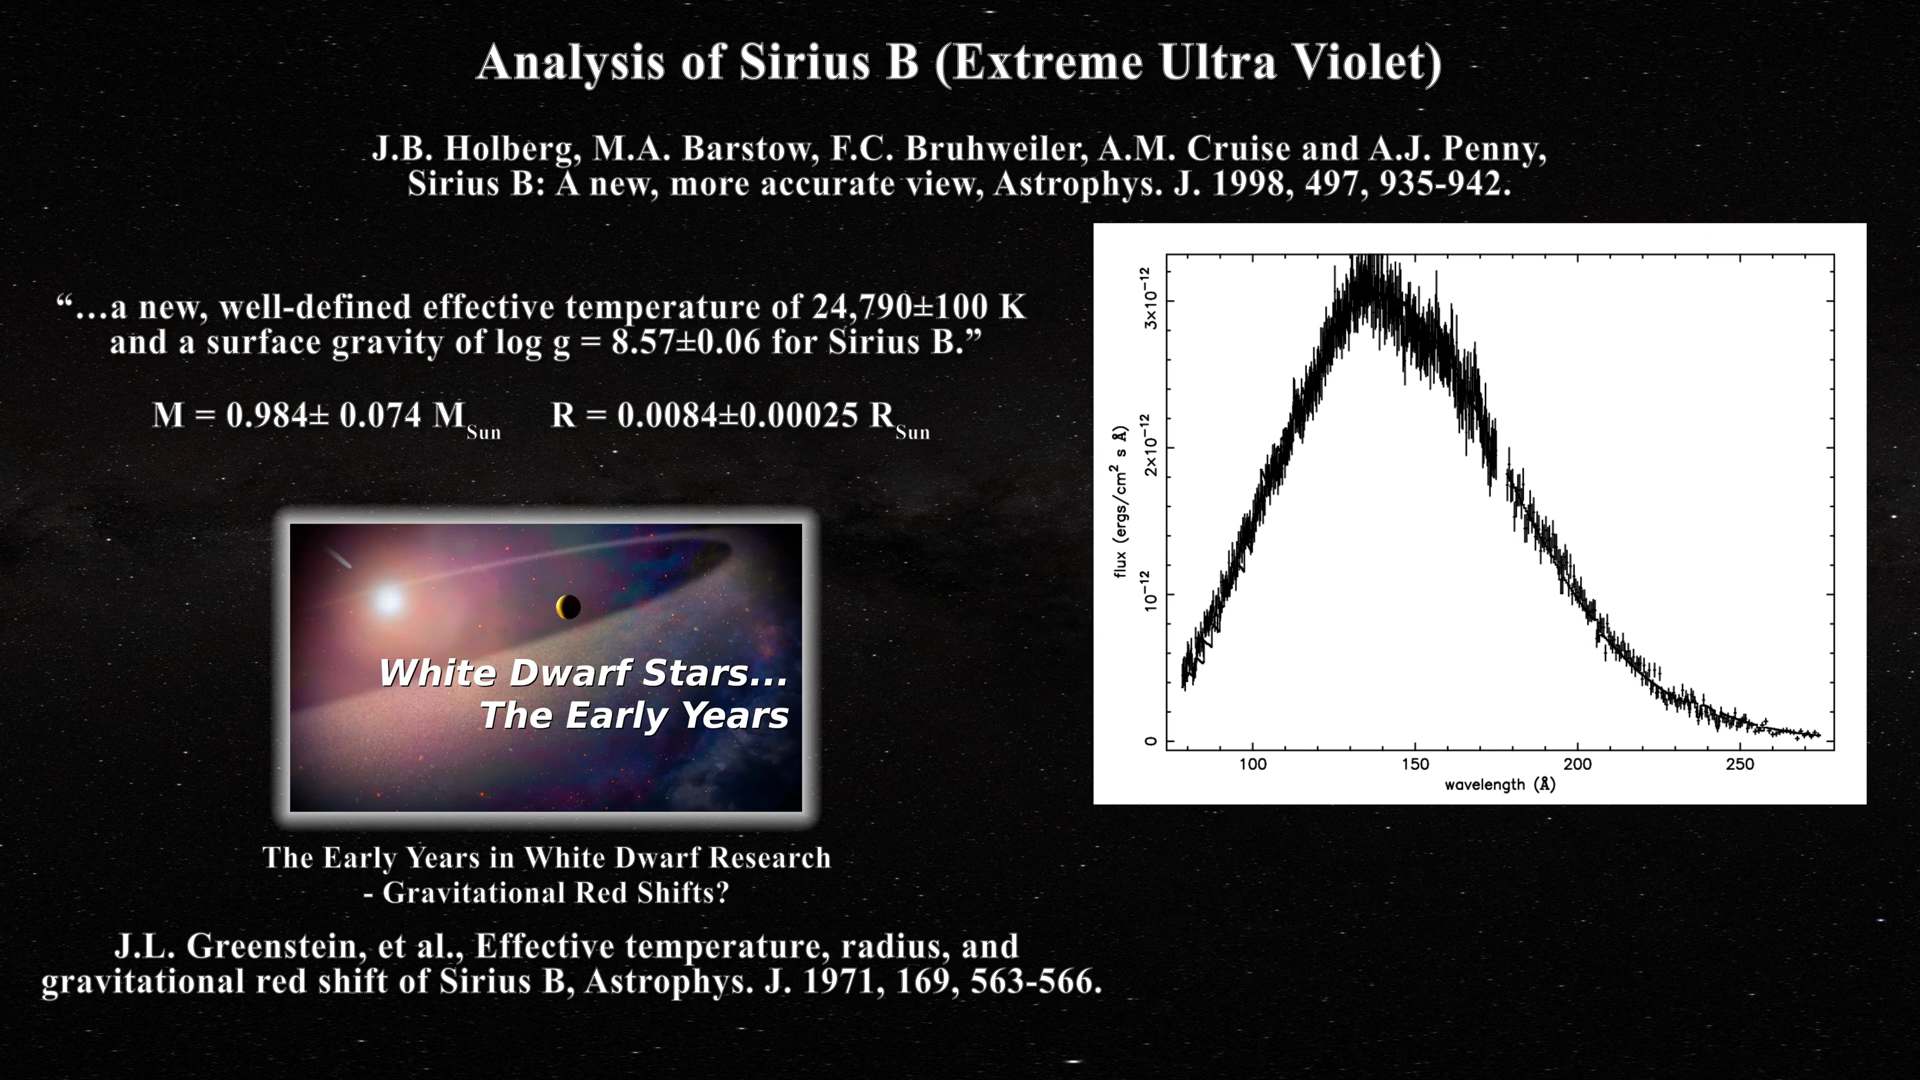 Analysis of Sirius B (Extreme Ultra Violet)
J.B. Holberg, M.A. Barstow, F.C. Bruhweiler, A.M. Cruise and A.J. Penny,
Sirius B: A new, more accurate view, Astrophys. J. 1998, 497, 935-942.
“…a new, well-defined effective temperature of 24,790±100 K
and a surface gravity of log g = 8.57±0.06 for Sirius B.”
M = 0.984± 0.074 M_Sun R = 0.0084±0.00025 R_Sun
White Dwarf Stars...
The Early Years
The Early Years in White Dwarf Research
- Gravitational Red Shifts?
J.L. Greenstein, et al., Effective temperature, radius, and
gravitational red shift of Sirius B, Astrophys. J. 1971, 169, 563-566.
flux (ergs/cm² s Å)
3×10⁻¹²
2×10⁻¹²
10⁻¹²
0
100 150 200 250
wavelength (Å)